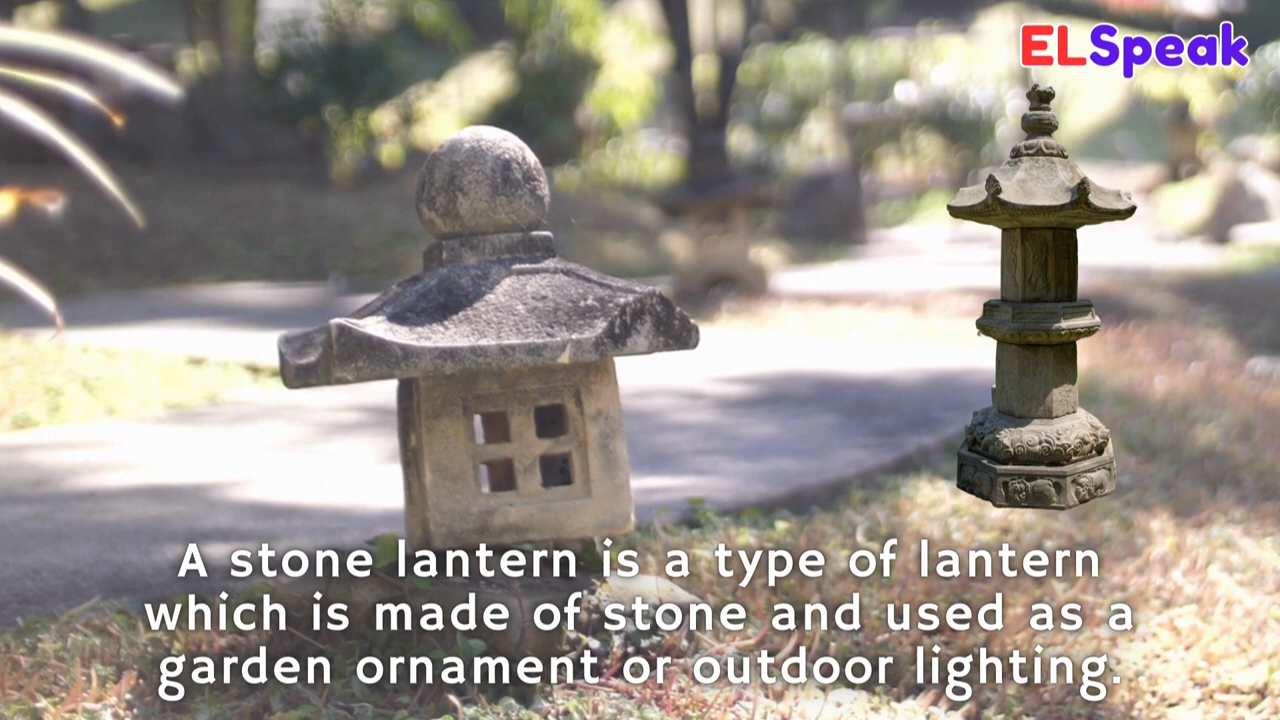 ELSpeak
A stone lantern is a type of lantern
which is made of stone and used as a
garden ornament or outdoor lighting.